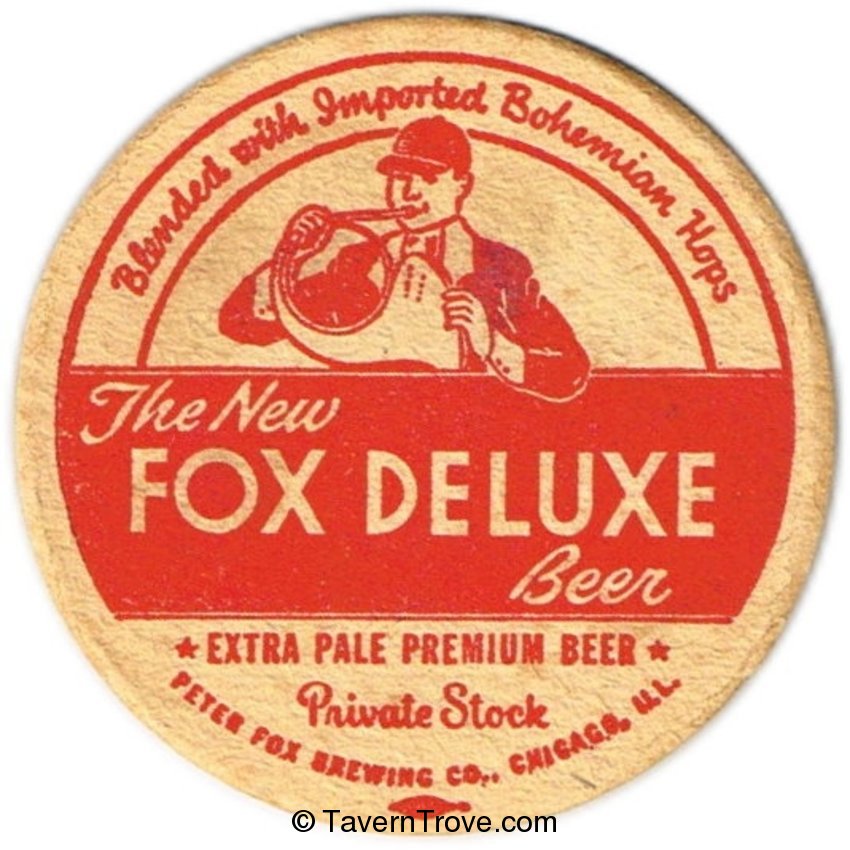 Blended with Imported Bohemian Hops
The New
FOX DELUXE
Beer
★ EXTRA PALE PREMIUM BEER ★
Private Stock
PETER FOX BREWING CO., CHICAGO, ILL.
© TavernTrove.com